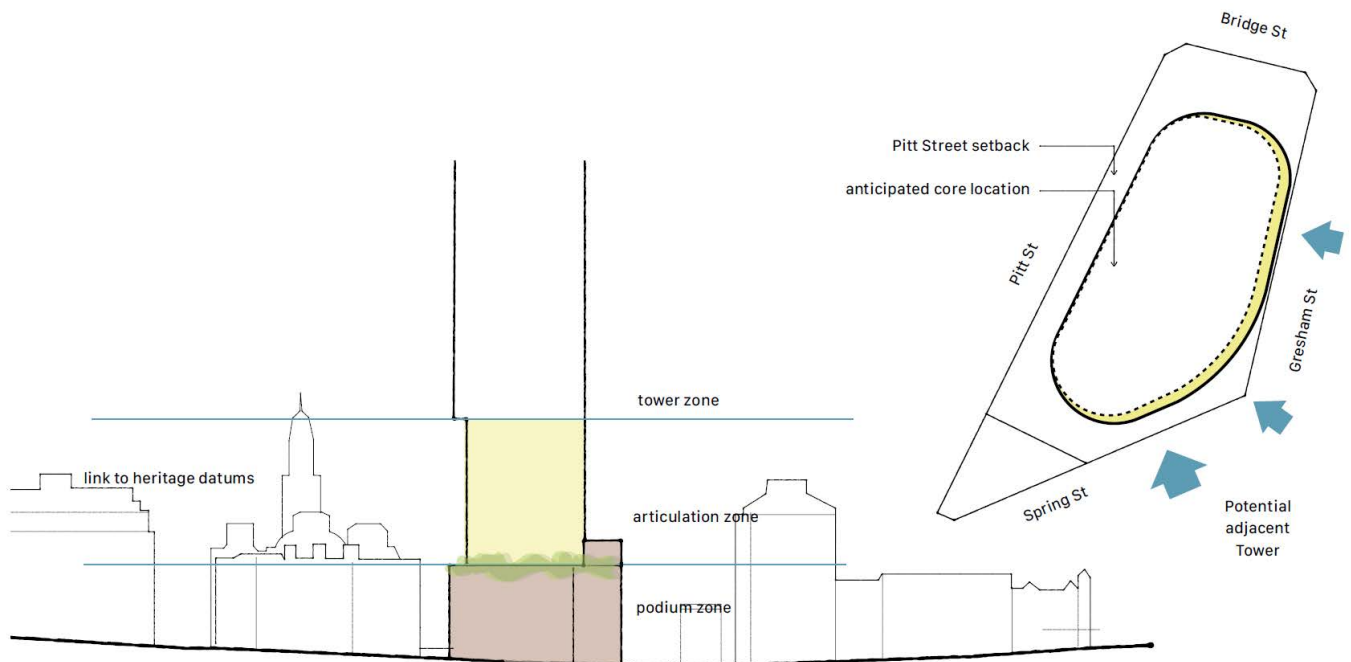 Bridge St
Pitt Street setback
anticipated core location
Pitt St
Gresham St
tower zone
link to heritage datums
articulation zone
Spring St
Potential
adjacent
Tower
podium zone